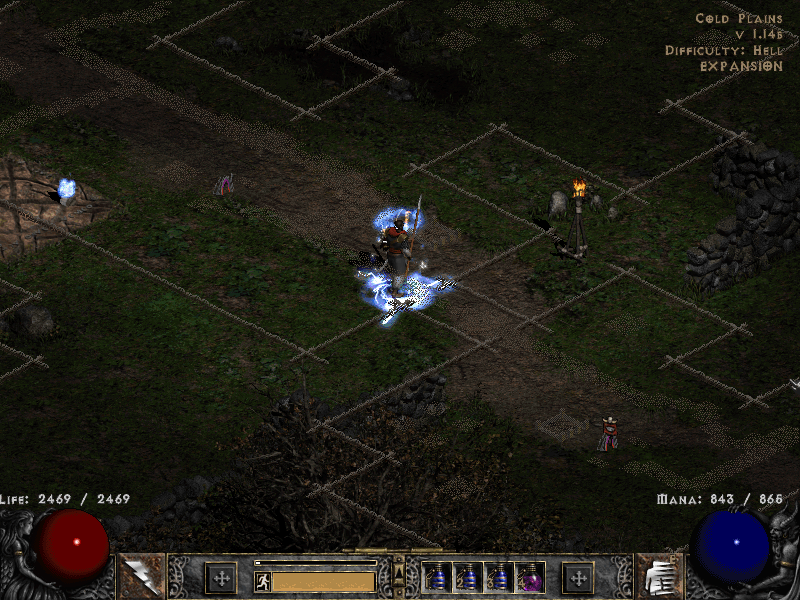 Cold Plains
v 1.14b
Difficulty: Hell
EXPANSION
Life: 2469 / 2469
Mana: 843 / 865